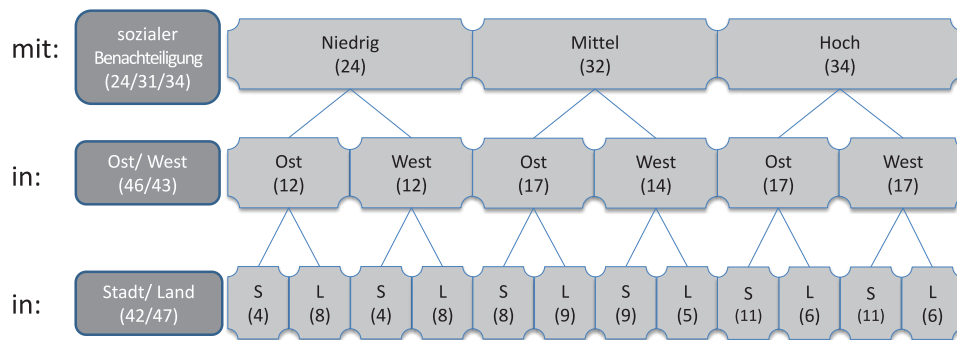 mit:
sozialer
Benachteiligung
(24/31/34)
Niedrig
(24)
Mittel
(32)
Hoch
(34)
in:
Ost/ West
(46/43)
Ost
(12)
West
(12)
Ost
(17)
West
(14)
Ost
(17)
West
(17)
in:
Stadt/ Land
(42/47)
S
(4)
L
(8)
S
(4)
L
(8)
S
(8)
L
(9)
S
(9)
L
(5)
S
(11)
L
(6)
S
(11)
L
(6)